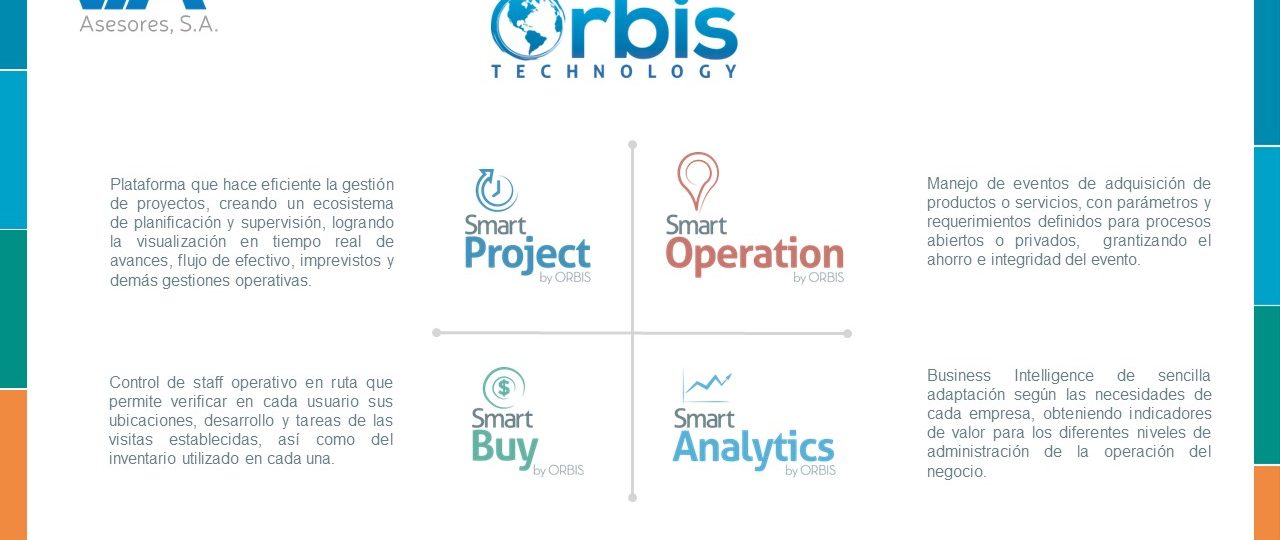 Asesores, S.A.
Orbis
TECHNOLOGY
Plataforma que hace eficiente la gestión
de proyectos, creando un ecosistema
de planificación y supervisión, logrando
la visualización en tiempo real de
avances, flujo de efectivo, imprevistos y
demás gestiones operativas.
Smart
Project
by ORBIS
Smart
Operation
by ORBIS
Manejo de eventos de adquisición de
productos o servicios, con parámetros y
requerimientos definidos para procesos
abiertos o privados, grantizando el
ahorro e integridad del evento.
Control de staff operativo en ruta que
permite verificar en cada usuario sus
ubicaciones, desarrollo y tareas de las
visitas establecidas, así como del
inventario utilizado en cada una.
Smart
Buy
by ORBIS
Smart
Analytics
by ORBIS
Business Intelligence de sencilla
adaptación según las necesidades de
cada empresa, obteniendo indicadores
de valor para los diferentes niveles de
administración de la operación del
negocio.